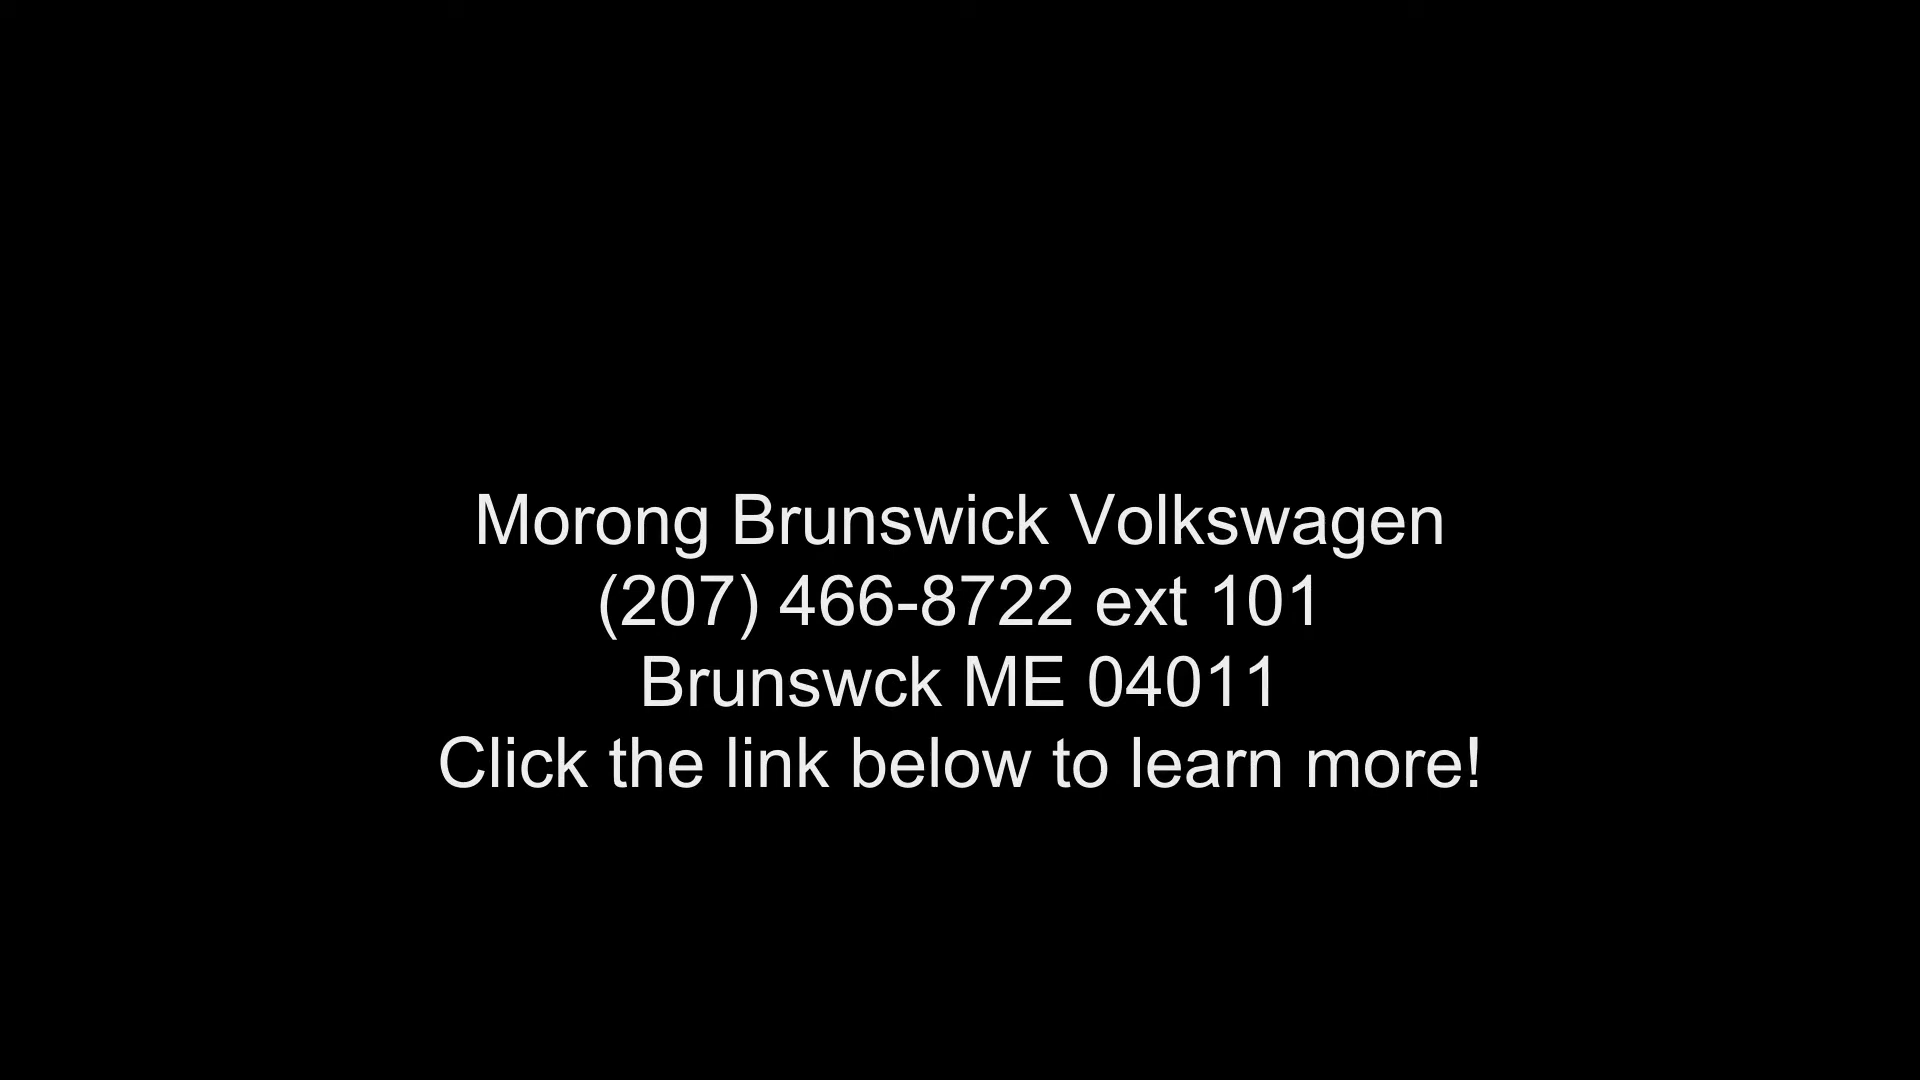 Morong Brunswick Volkswagen
(207) 466-8722 ext 101
Brunswck ME 04011
Click the link below to learn more!